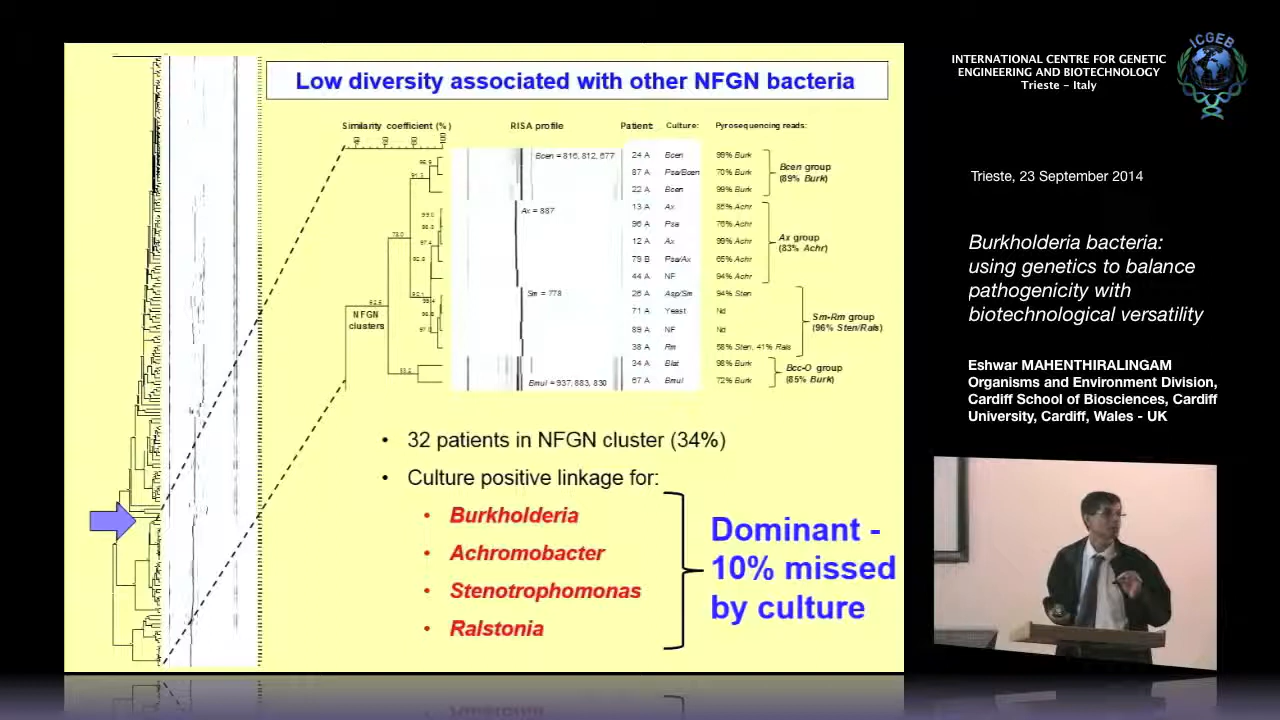 Low diversity associated with other NFGN bacteria
Similarity coefficient (%)
RISA profile
Patient:
Culture:
Pyrosequencing reads:
Bcen = 816, 812, 677
24 A Bcen 99% Burk
87 A Psa/Bcen 70% Burk
22 A Bcen 99% Burk
Bcen group
(89% Burk)
Ax = 887
13 A Ax 85% Achr
96 A Psa 76% Achr
12 A Ax 99% Achr
79 B Psa/Ax 65% Achr
44 A NF 94% Achr
Ax group
(83% Achr)
Sm = 778
26 A Asp/Sm 94% Sten
71 A Yeast Nd
89 A NF Nd
38 A Rm 58% Sten, 41% Rals
Sm-Rm group
(96% Sten/Rals)
34 A Blat 98% Burk
Bmul = 937, 883, 830
67 A Bmul 72% Burk
Bcc-O group
(85% Burk)
NFGN
clusters
• 32 patients in NFGN cluster (34%)
• Culture positive linkage for:
• Burkholderia
• Achromobacter
• Stenotrophomonas
• Ralstonia
Dominant -
10% missed
by culture
INTERNATIONAL CENTRE FOR GENETIC
ENGINEERING AND BIOTECHNOLOGY
Trieste - Italy
ICGEB
Trieste, 23 September 2014
Burkholderia bacteria:
using genetics to balance
pathogenicity with
biotechnological versatility
Eshwar MAHENTHIRALINGAM
Organisms and Environment Division,
Cardiff School of Biosciences, Cardiff
University, Cardiff, Wales - UK